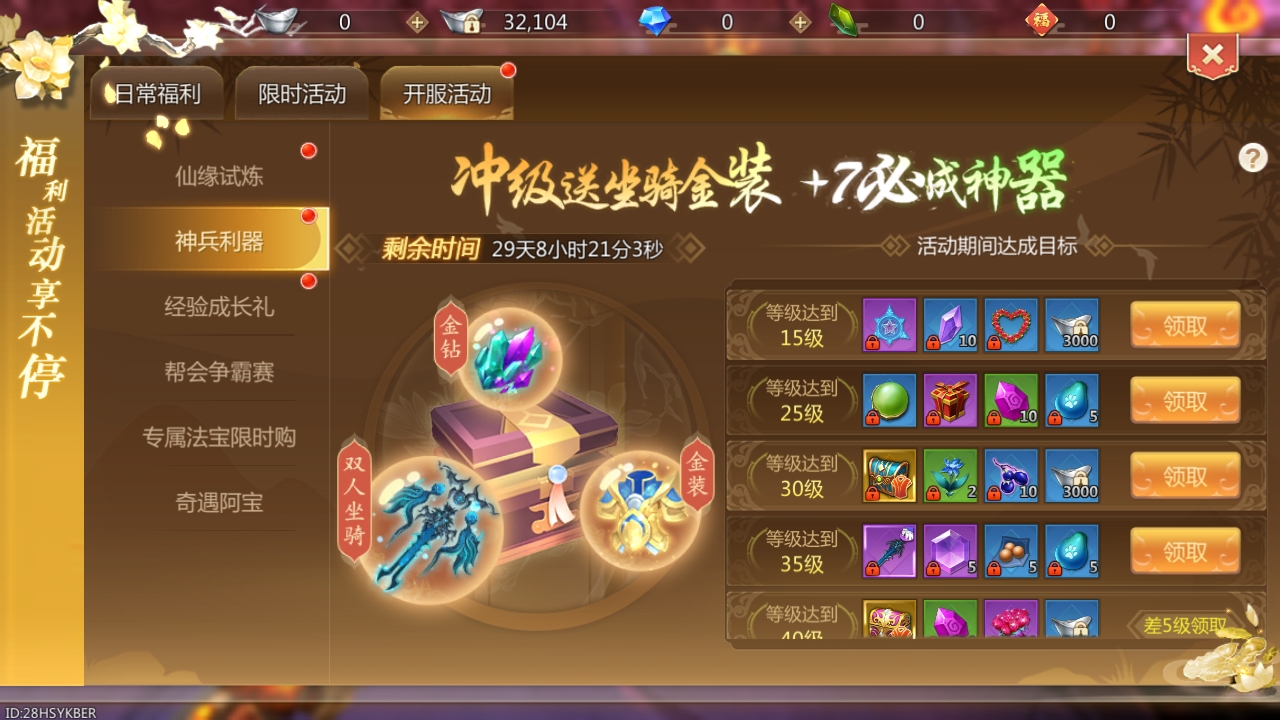 0
32,104
0
0
福
0
福利活动享不停
日常福利
限时活动
开服活动
仙缘试炼
神兵利器
经验成长礼
帮会争霸赛
专属法宝限时购
奇遇阿宝
冲级送坐骑金装 +7必成神器
剩余时间 29天8小时21分3秒
活动期间达成目标
?
金钻
双人坐骑
金装
等级达到
15级
10
3000
领取
等级达到
25级
10
5
领取
等级达到
30级
2
10
3000
领取
等级达到
35级
5
5
5
领取
等级达到
40级
差5级领取
ID:28HSYKBER